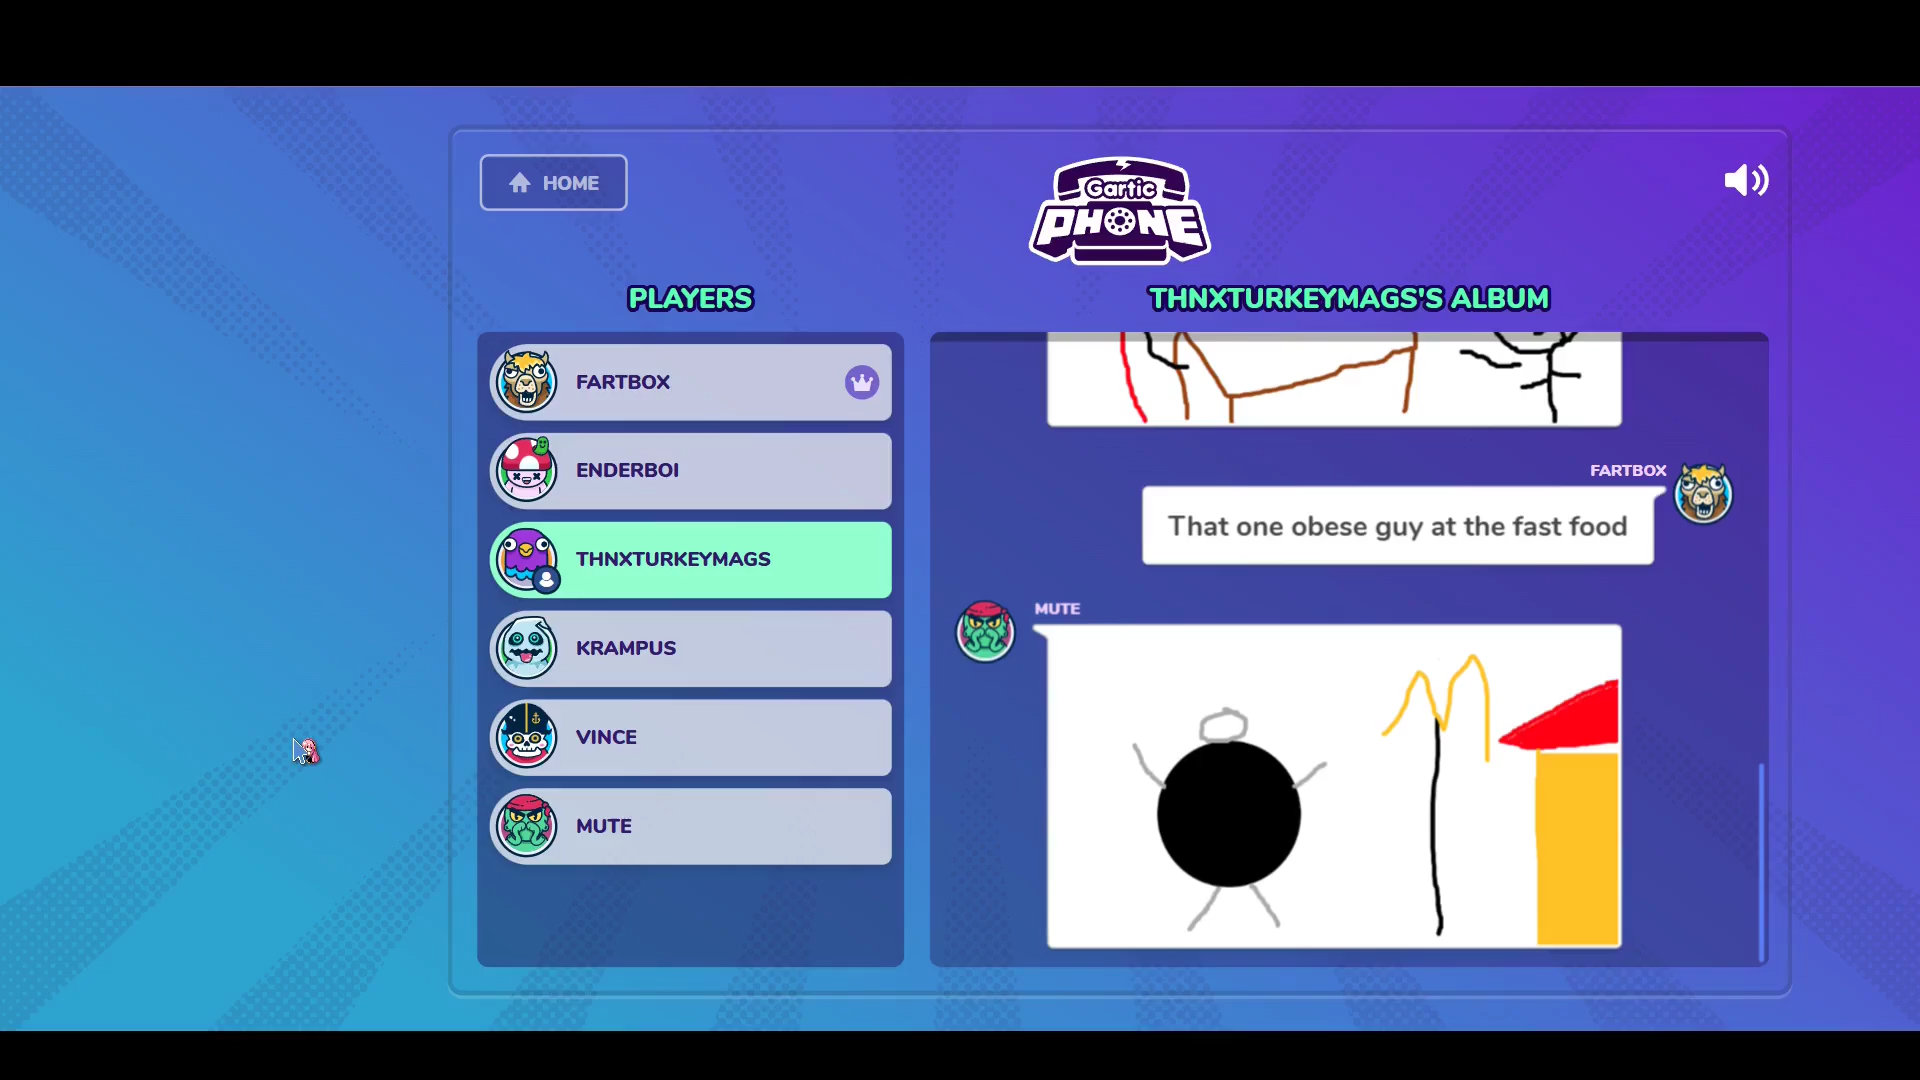 HOME
Gartic
PHONE
PLAYERS
THNXTURKEYMAGS'S ALBUM
FARTBOX
ENDERBOI
THNXTURKEYMAGS
KRAMPUS
VINCE
MUTE
FARTBOX
That one obese guy at the fast food
MUTE